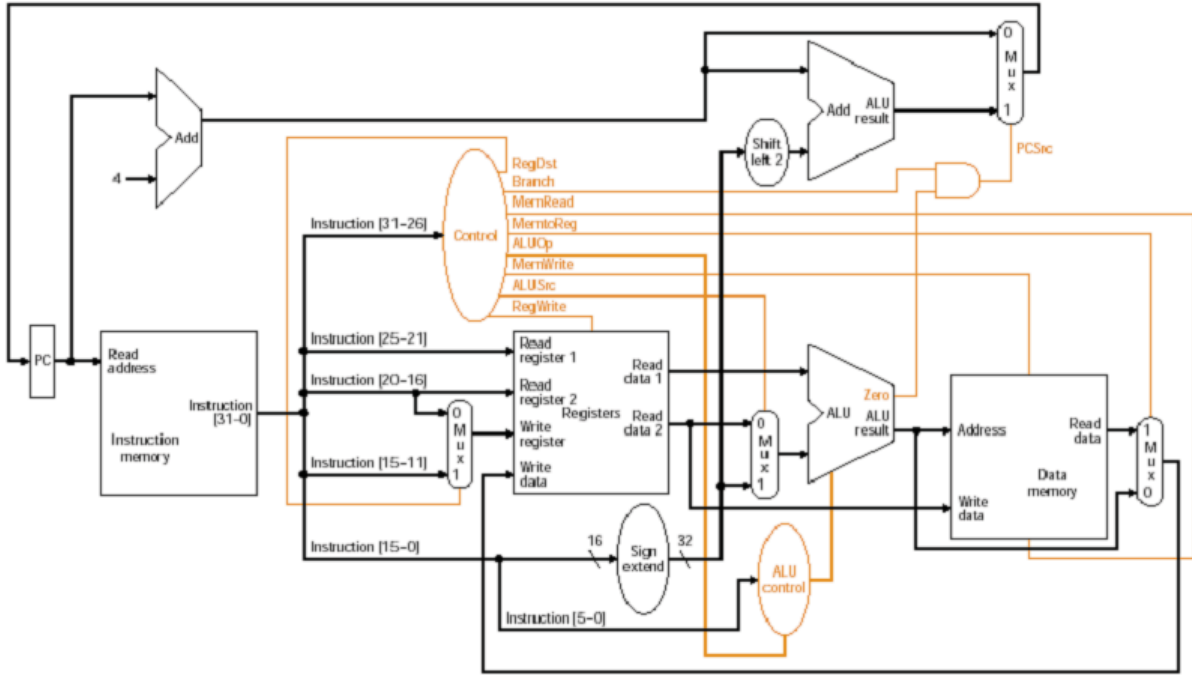 0
M
u
x
1
Add
ALU
result
Add
4
Shift
left 2
PCSrc
RegDst
Branch
MemRead
MemtoReg
ALUOp
MemWrite
ALUSrc
RegWrite
Control
Instruction [31–26]
Instruction [25–21]
Instruction [20–16]
Instruction [15–11]
Instruction [15–0]
Instruction [5–0]
PC
Read
address
Instruction
[31–0]
Instruction
memory
0
M
u
x
1
Read
register 1
Read
register 2
Write
register
Write
data
Registers
Read
data 1
Read
data 2
16
Sign
extend
32
0
M
u
x
1
Zero
ALU
ALU
result
ALU
control
Address
Write
data
Read
data
Data
memory
1
M
u
x
0